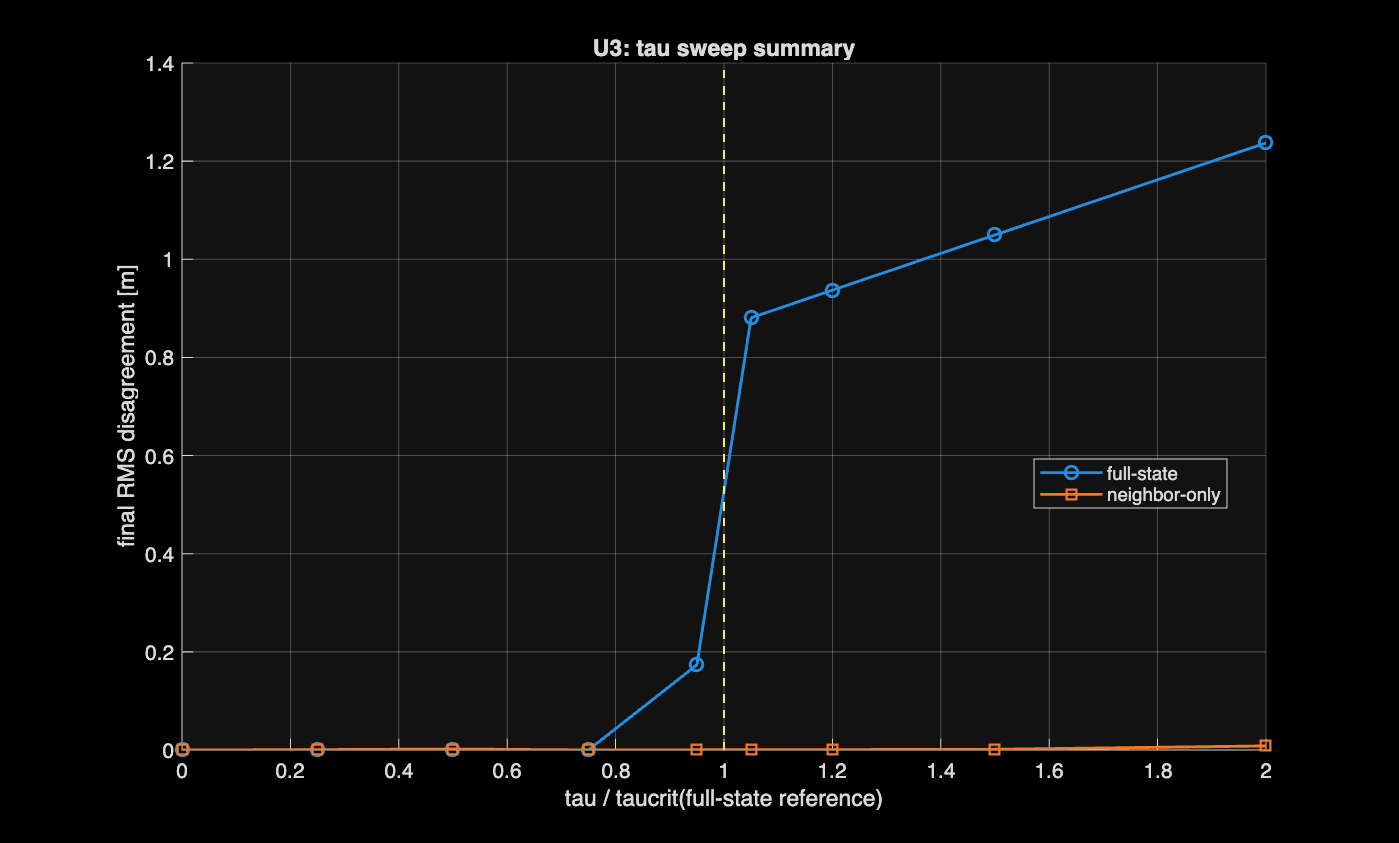 U3: tau sweep summary
1.4
1.2
1
0.8
0.6
0.4
0.2
0
final RMS disagreement [m]
full-state
neighbor-only
0 0.2 0.4 0.6 0.8 1 1.2 1.4 1.6 1.8 2
tau / taucrit(full-state reference)